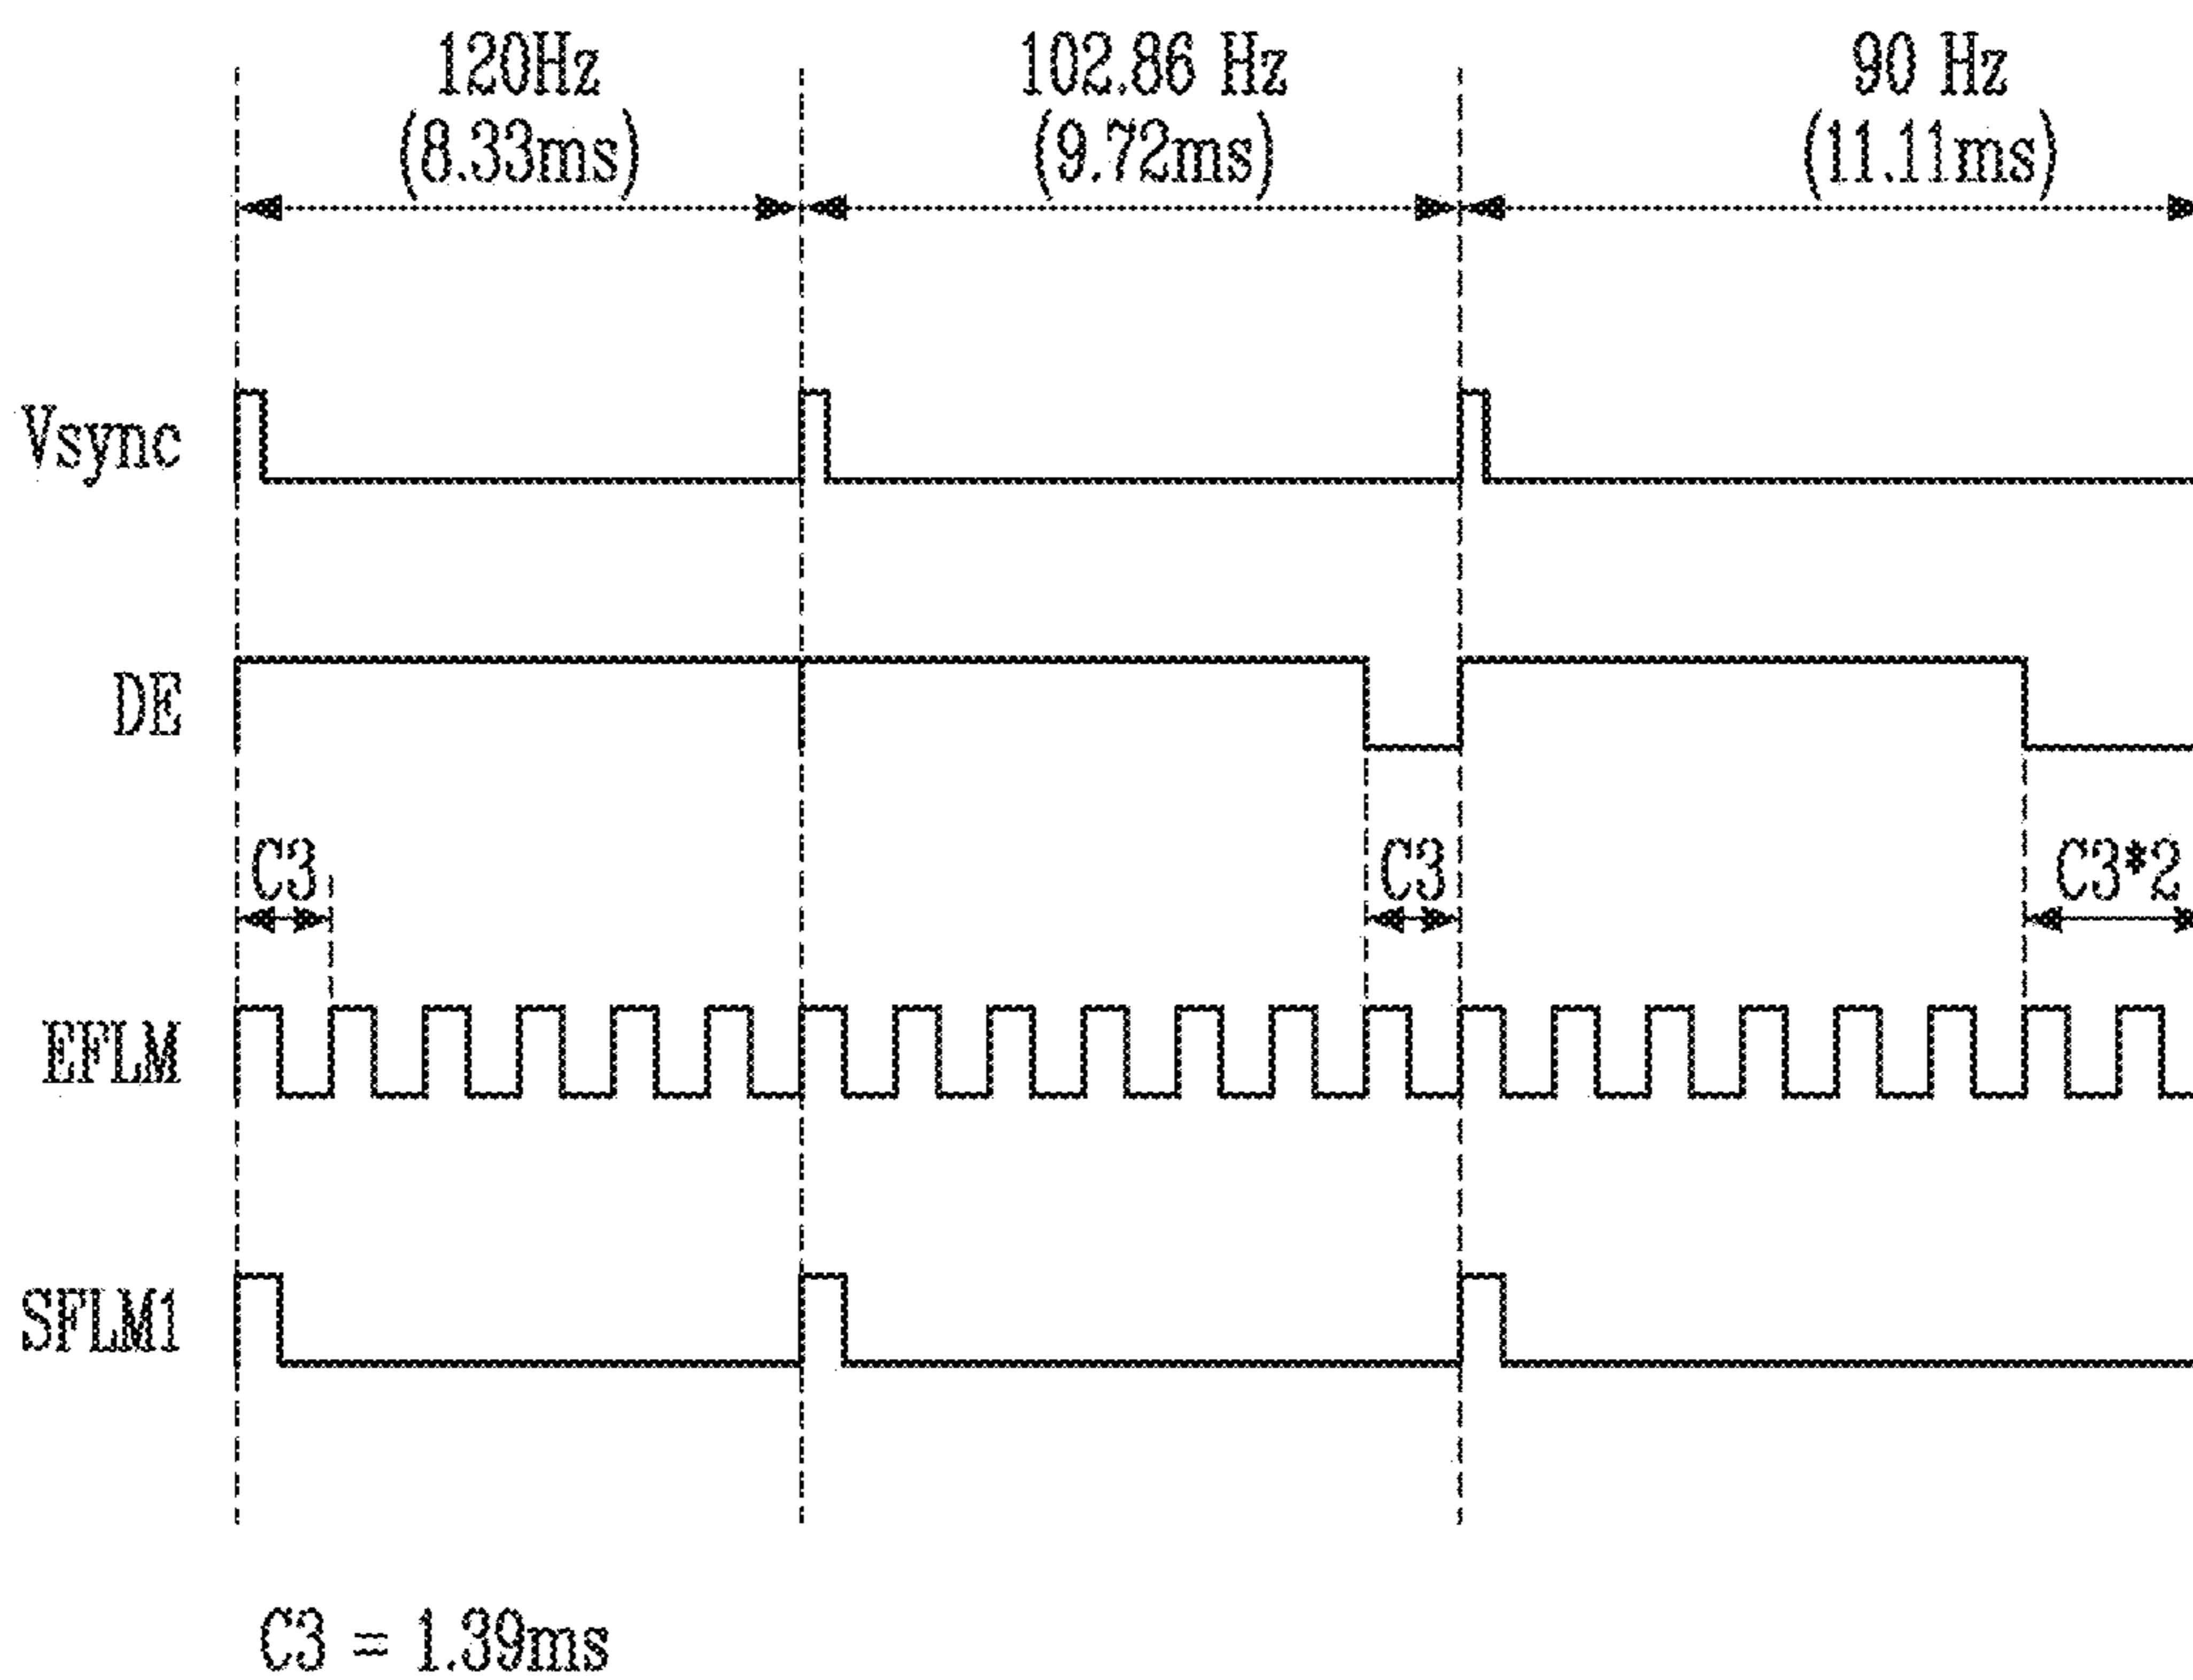 120Hz
(8.33ms)
102.86 Hz
(9.72ms)
90 Hz
(11.11ms)
Vsync
DE
C3
C3
C3*2
EFLM
SFLM1
C3 = 1.39ms